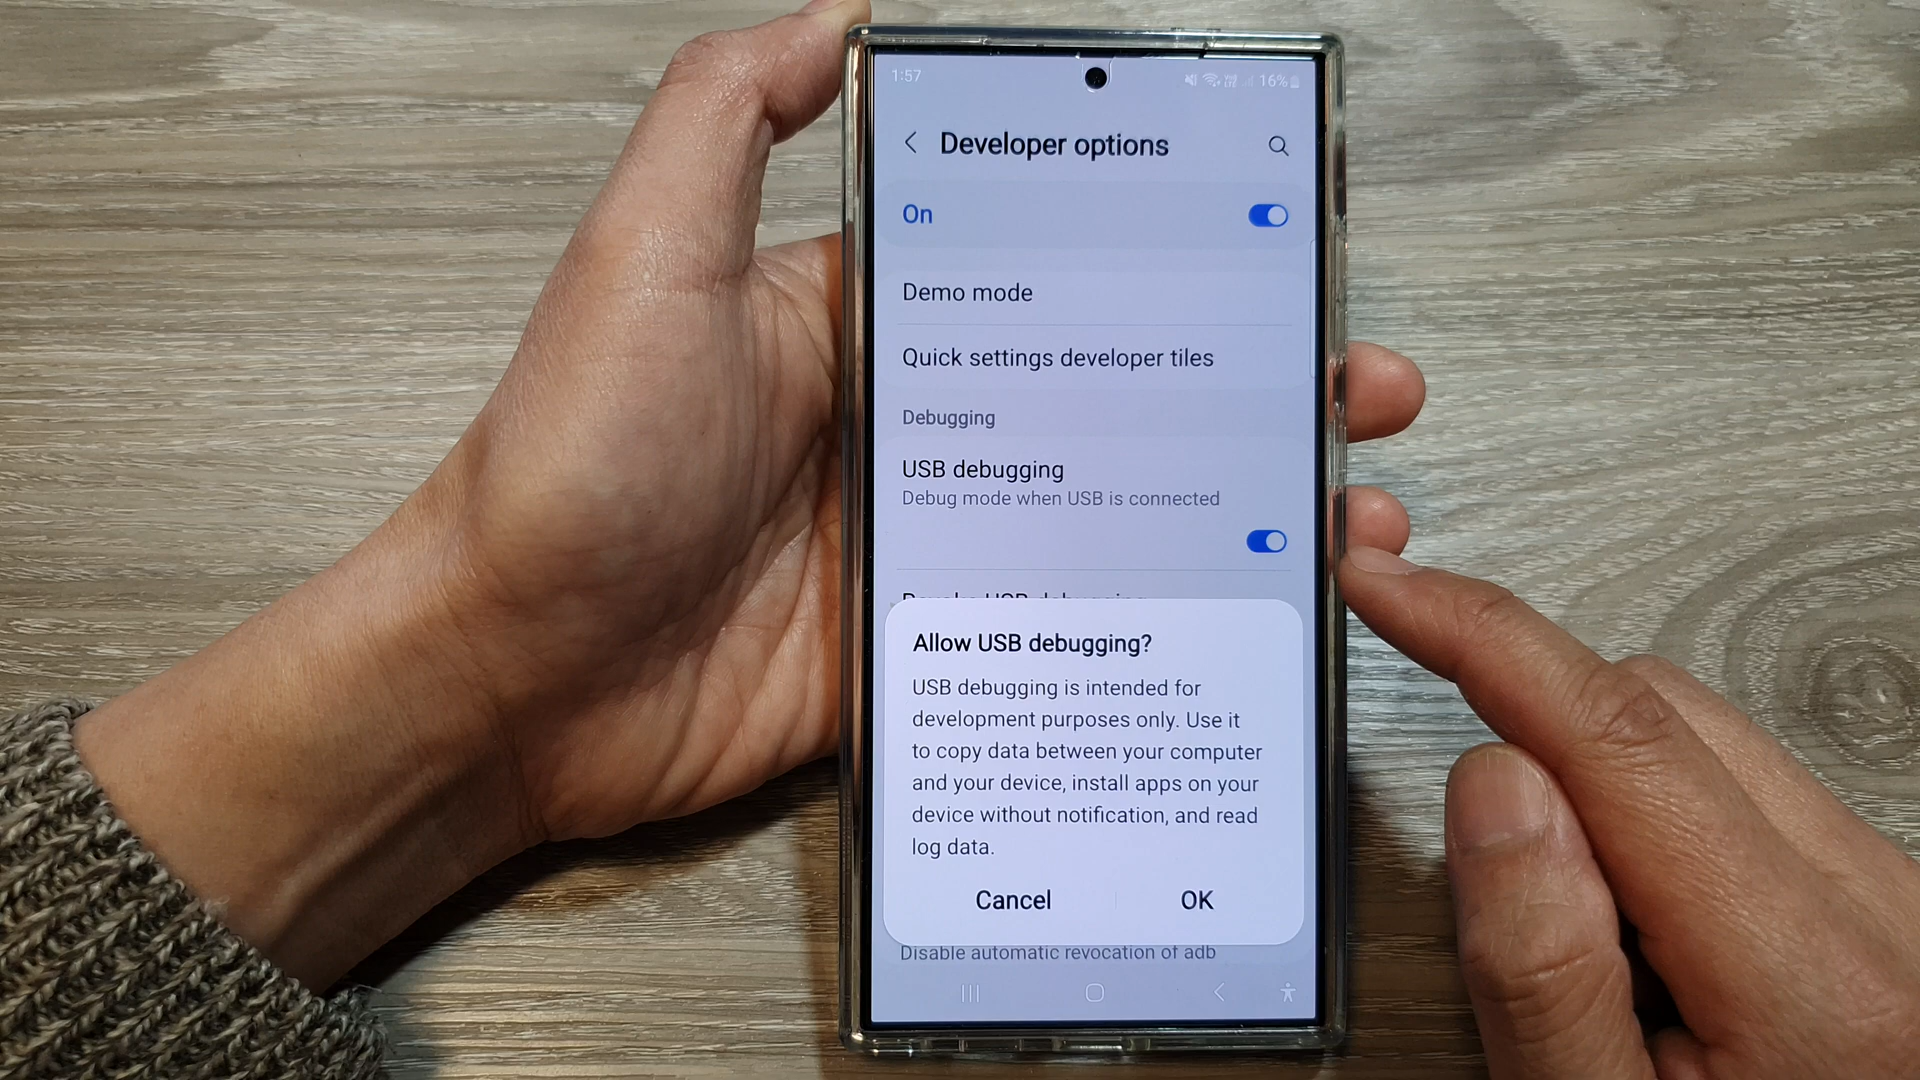 1:57
16%
Developer options
On
Demo mode
Quick settings developer tiles
Debugging
USB debugging
Debug mode when USB is connected
Allow USB debugging?
USB debugging is intended for
development purposes only. Use it
to copy data between your computer
and your device, install apps on your
device without notification, and read
log data.
Cancel
OK
Disable automatic revocation of adb